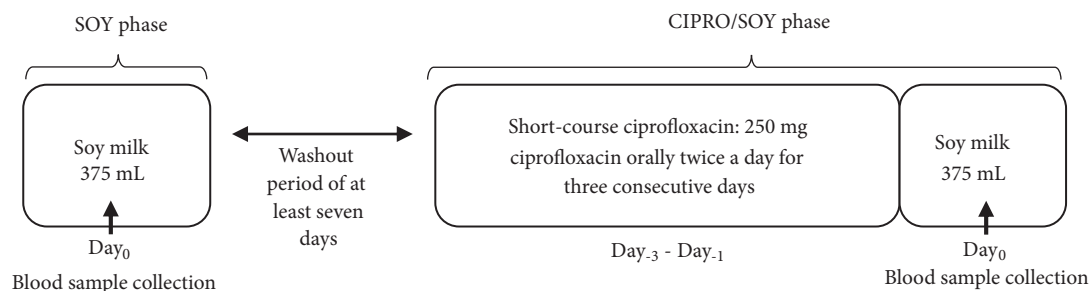 SOY phase
Soy milk
375 mL
Day₀
Blood sample collection
Washout
period of at
least seven
days
CIPRO/SOY phase
Short-course ciprofloxacin: 250 mg
ciprofloxacin orally twice a day for
three consecutive days
Day₋₃ - Day₋₁
Soy milk
375 mL
Day₀
Blood sample collection